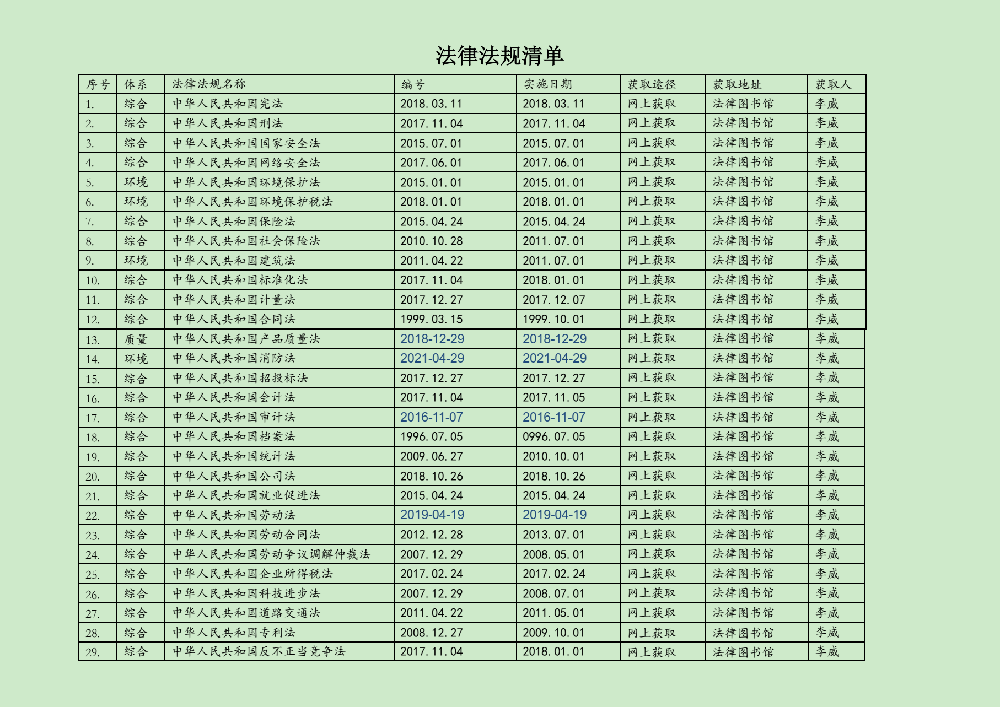 法律法规清单
序号 体系 法律法规名称 编号 实施日期 获取途径 获取地址 获取人
1. 综合 中华人民共和国宪法 2018.03.11 2018.03.11 网上获取 法律图书馆 李威
2. 综合 中华人民共和国刑法 2017.11.04 2017.11.04 网上获取 法律图书馆 李威
3. 综合 中华人民共和国国家安全法 2015.07.01 2015.07.01 网上获取 法律图书馆 李威
4. 综合 中华人民共和国网络安全法 2017.06.01 2017.06.01 网上获取 法律图书馆 李威
5. 环境 中华人民共和国环境保护法 2015.01.01 2015.01.01 网上获取 法律图书馆 李威
6. 环境 中华人民共和国环境保护税法 2018.01.01 2018.01.01 网上获取 法律图书馆 李威
7. 综合 中华人民共和国保险法 2015.04.24 2015.04.24 网上获取 法律图书馆 李威
8. 综合 中华人民共和国社会保险法 2010.10.28 2011.07.01 网上获取 法律图书馆 李威
9. 环境 中华人民共和国建筑法 2011.04.22 2011.07.01 网上获取 法律图书馆 李威
10. 综合 中华人民共和国标准化法 2017.11.04 2018.01.01 网上获取 法律图书馆 李威
11. 综合 中华人民共和国计量法 2017.12.27 2017.12.07 网上获取 法律图书馆 李威
12. 综合 中华人民共和国合同法 1999.03.15 1999.10.01 网上获取 法律图书馆 李威
13. 质量 中华人民共和国产品质量法 2018-12-29 2018-12-29 网上获取 法律图书馆 李威
14. 环境 中华人民共和国消防法 2021-04-29 2021-04-29 网上获取 法律图书馆 李威
15. 综合 中华人民共和国招投标法 2017.12.27 2017.12.27 网上获取 法律图书馆 李威
16. 综合 中华人民共和国会计法 2017.11.04 2017.11.05 网上获取 法律图书馆 李威
17. 综合 中华人民共和国审计法 2016-11-07 2016-11-07 网上获取 法律图书馆 李威
18. 综合 中华人民共和国档案法 1996.07.05 0996.07.05 网上获取 法律图书馆 李威
19. 综合 中华人民共和国统计法 2009.06.27 2010.10.01 网上获取 法律图书馆 李威
20. 综合 中华人民共和国公司法 2018.10.26 2018.10.26 网上获取 法律图书馆 李威
21. 综合 中华人民共和国就业促进法 2015.04.24 2015.04.24 网上获取 法律图书馆 李威
22. 综合 中华人民共和国劳动法 2019-04-19 2019-04-19 网上获取 法律图书馆 李威
23. 综合 中华人民共和国劳动合同法 2012.12.28 2013.07.01 网上获取 法律图书馆 李威
24. 综合 中华人民共和国劳动争议调解仲裁法 2007.12.29 2008.05.01 网上获取 法律图书馆 李威
25. 综合 中华人民共和国企业所得税法 2017.02.24 2017.02.24 网上获取 法律图书馆 李威
26. 综合 中华人民共和国科技进步法 2007.12.29 2008.07.01 网上获取 法律图书馆 李威
27. 综合 中华人民共和国道路交通法 2011.04.22 2011.05.01 网上获取 法律图书馆 李威
28. 综合 中华人民共和国专利法 2008.12.27 2009.10.01 网上获取 法律图书馆 李威
29. 综合 中华人民共和国反不正当竞争法 2017.11.04 2018.01.01 网上获取 法律图书馆 李威